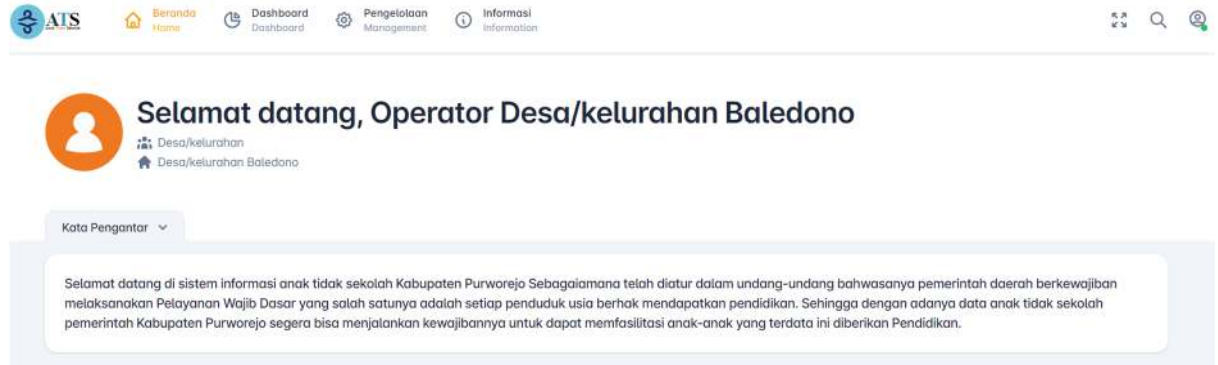 ATS
Beranda
Home
Dashboard
Dashboard
Pengelolaan
Management
Informasi
Information
Selamat datang, Operator Desa/kelurahan Baledono
Desa/kelurahan
Desa/kelurahan Baledono
Kata Pengantar
Selamat datang di sistem informasi anak tidak sekolah Kabupaten Purworejo Sebagaiamana telah diatur dalam undang-undang bahwasanya pemerintah daerah berkewajiban
melaksanakan Pelayanan Wajib Dasar yang salah satunya adalah setiap penduduk usia berhak mendapatkan pendidikan. Sehingga dengan adanya data anak tidak sekolah
pemerintah Kabupaten Purworejo segera bisa menjalankan kewajibannya untuk dapat memfasilitasi anak-anak yang terdata ini diberikan Pendidikan.